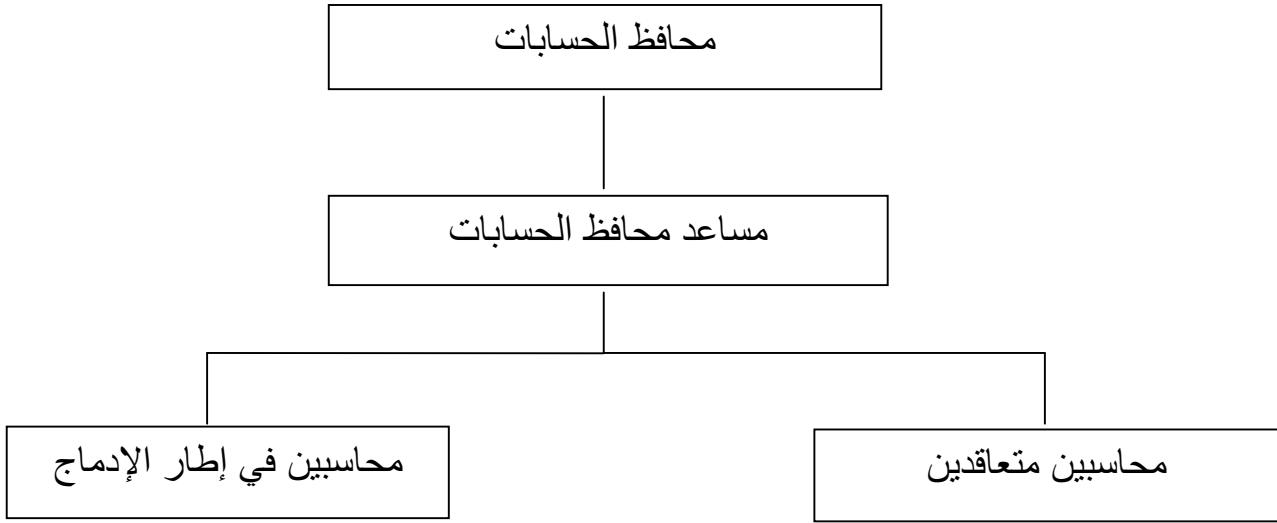 محافظ الحسابات
مساعد محافظ الحسابات
محاسبين متعاقدين
محاسبين في إطار الإدماج